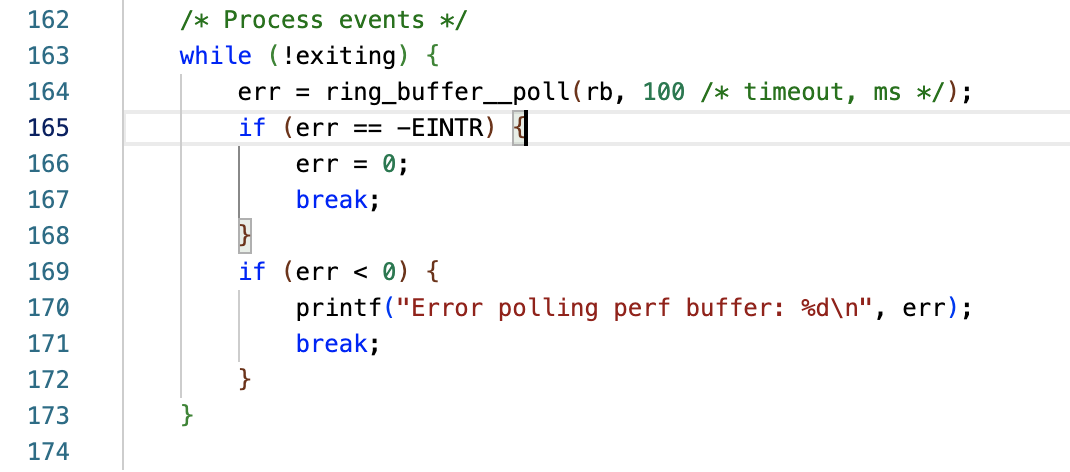 162 /* Process events */
163 while (!exiting) {
164 err = ring_buffer__poll(rb, 100 /* timeout, ms */);
165 if (err == -EINTR) {
166 err = 0;
167 break;
168 }
169 if (err < 0) {
170 printf("Error polling perf buffer: %d\n", err);
171 break;
172 }
173 }
174